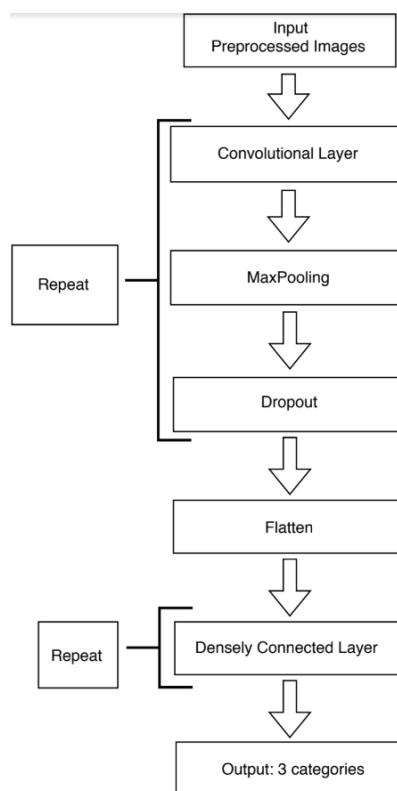 Input
Preprocessed Images
Convolutional Layer
Repeat
MaxPooling
Dropout
Flatten
Repeat
Densely Connected Layer
Output: 3 categories